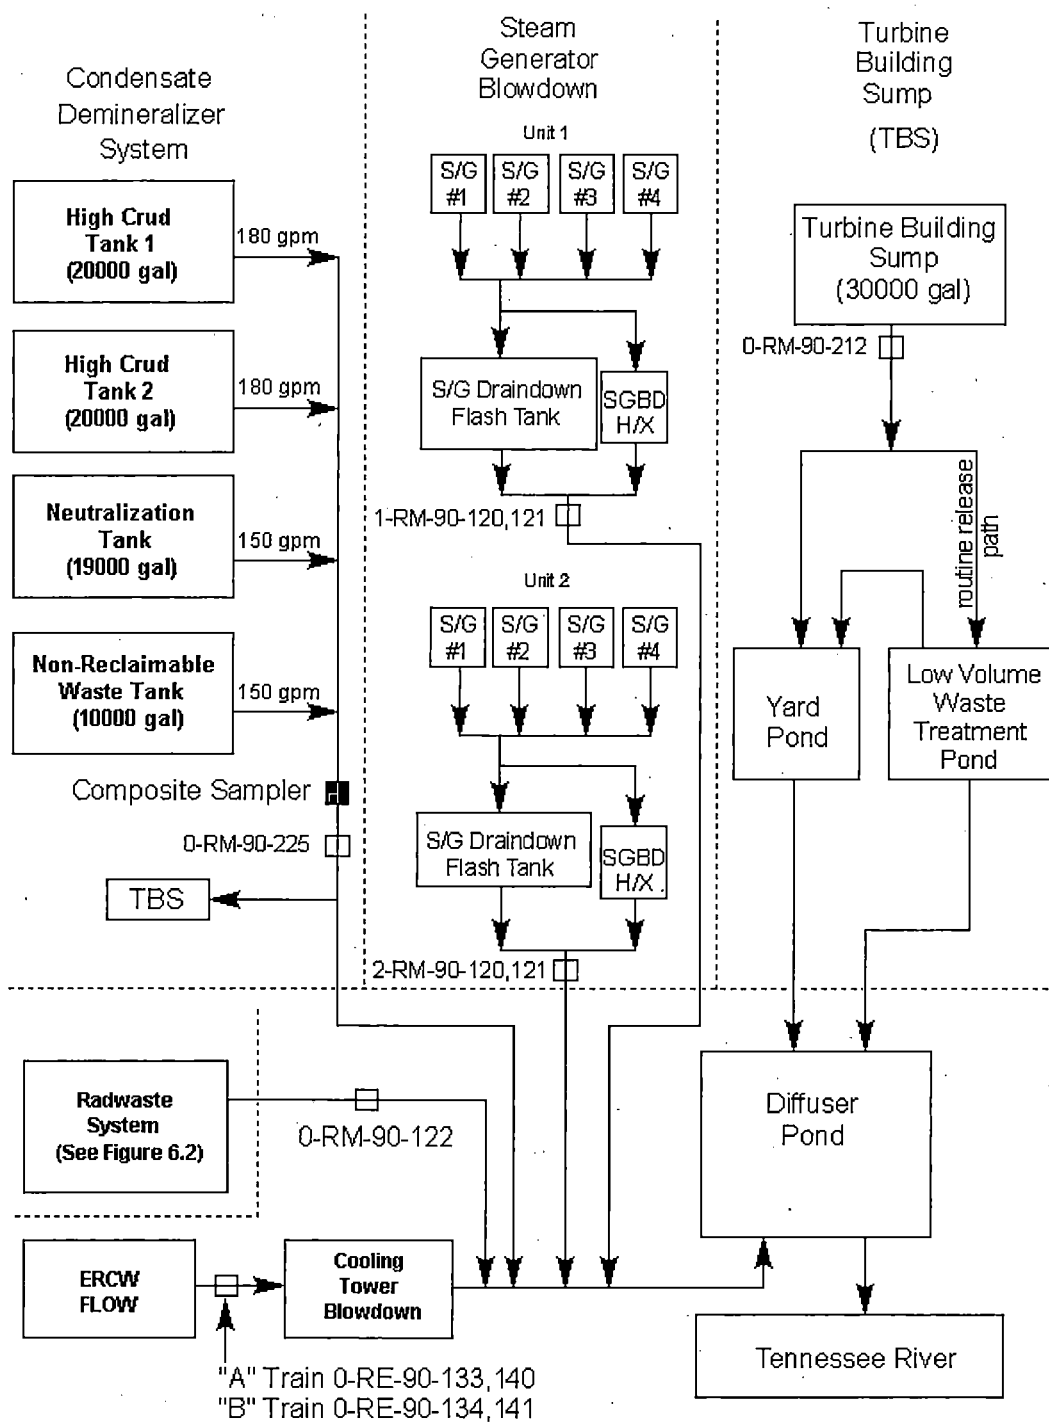 Condensate
Demineralizer
System
High Crud
Tank 1
(20000 gal)
180 gpm
High Crud
Tank 2
(20000 gal)
180 gpm
Neutralization
Tank
(19000 gal)
150 gpm
Non-Reclaimable
Waste Tank
(10000 gal)
150 gpm
Composite Sampler
0-RM-90-225
TBS
Steam
Generator
Blowdown
Unit 1
S/G
#1
S/G
#2
S/G
#3
S/G
#4
S/G Draindown
Flash Tank
SGBD
H/X
1-RM-90-120,121
Unit 2
S/G
#1
S/G
#2
S/G
#3
S/G
#4
S/G Draindown
Flash Tank
SGBD
H/X
2-RM-90-120,121
Turbine
Building
Sump
(TBS)
Turbine Building
Sump
(30000 gal)
0-RM-90-212
routine release
path
Yard
Pond
Low Volume
Waste
Treatment
Pond
Radwaste
System
(See Figure 6.2)
0-RM-90-122
Diffuser
Pond
ERCW
FLOW
Cooling
Tower
Blowdown
"A" Train 0-RE-90-133,140
"B" Train 0-RE-90-134,141
Tennessee River